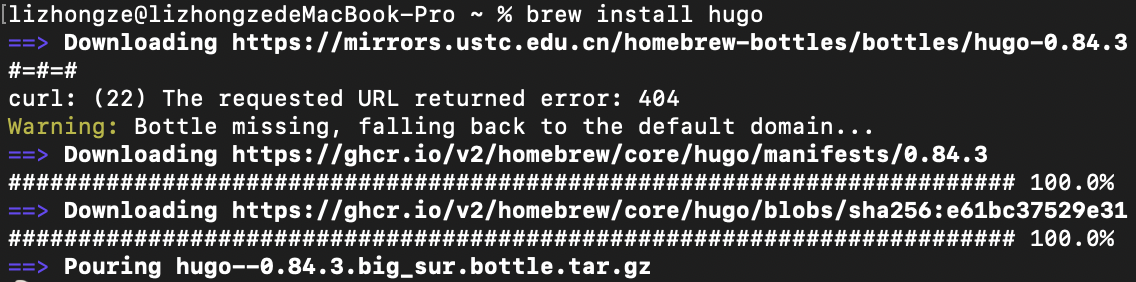 [lizhongze@lizhongzedeMacBook-Pro ~ % brew install hugo
==> Downloading https://mirrors.ustc.edu.cn/homebrew-bottles/bottles/hugo-0.84.3
#=#=#
curl: (22) The requested URL returned error: 404
Warning: Bottle missing, falling back to the default domain...
==> Downloading https://ghcr.io/v2/homebrew/core/hugo/manifests/0.84.3
######################################################################## 100.0%
==> Downloading https://ghcr.io/v2/homebrew/core/hugo/blobs/sha256:e61bc37529e31
######################################################################## 100.0%
==> Pouring hugo--0.84.3.big_sur.bottle.tar.gz